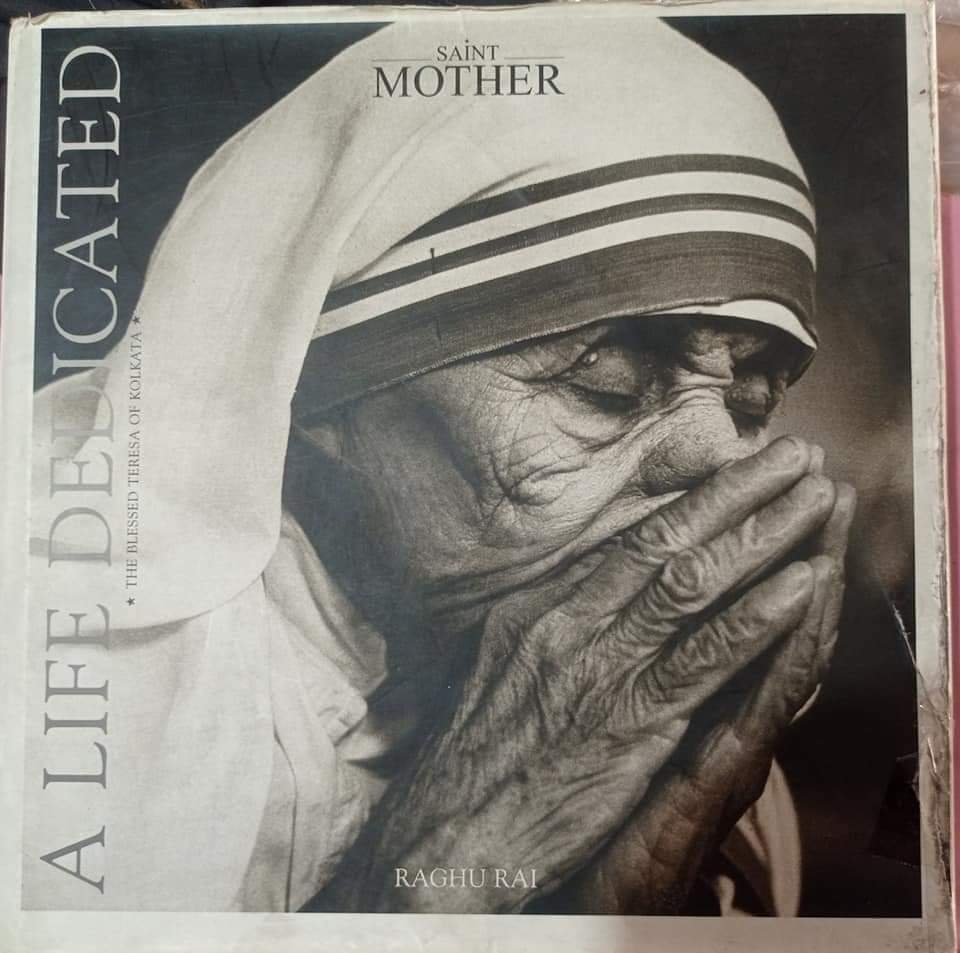 SAiNT
MOTHER
A LIFE DEDICATED
★ THE BLESSED TERESA OF KOLKATA ★
RAGHU RAI